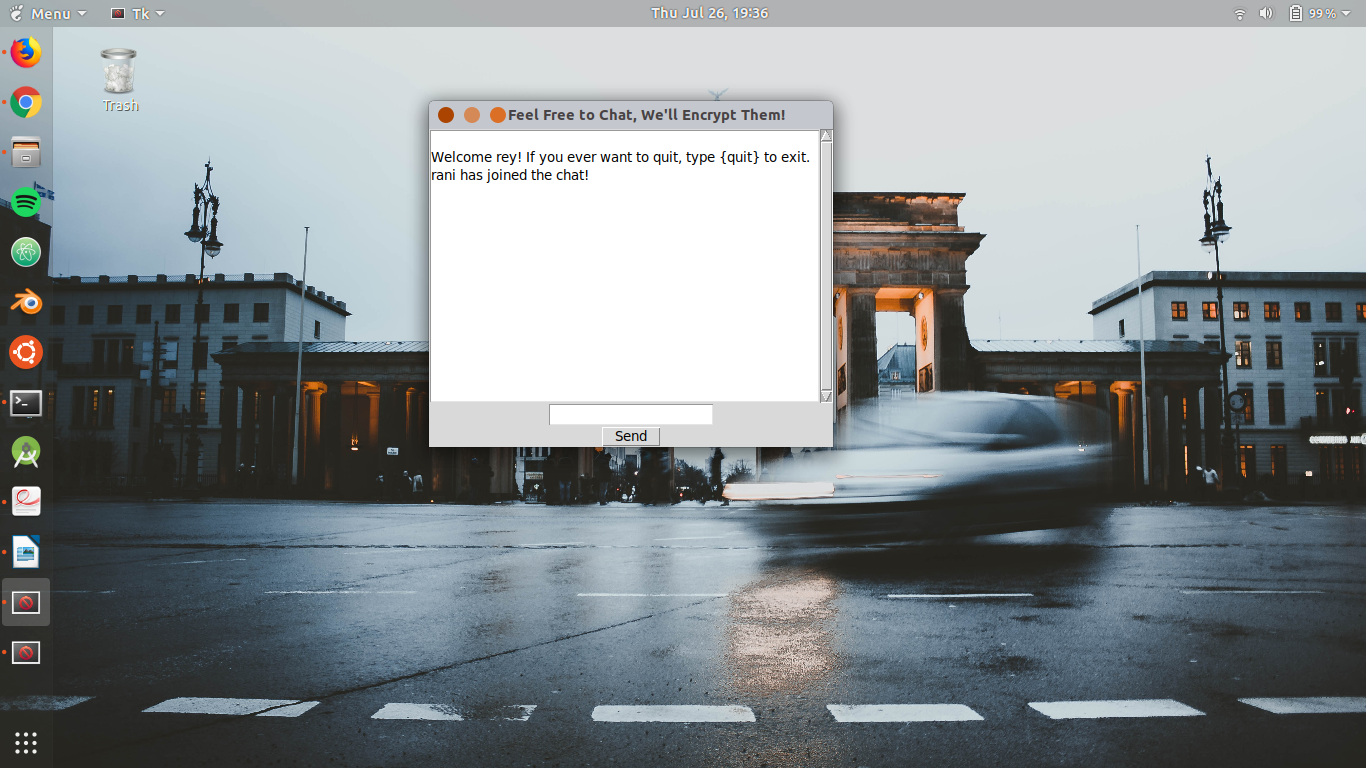 Menu Tk Thu Jul 26, 19:36 99 %
Trash
Feel Free to Chat, We'll Encrypt Them!
Welcome rey! If you ever want to quit, type {quit} to exit.
rani has joined the chat!
Send